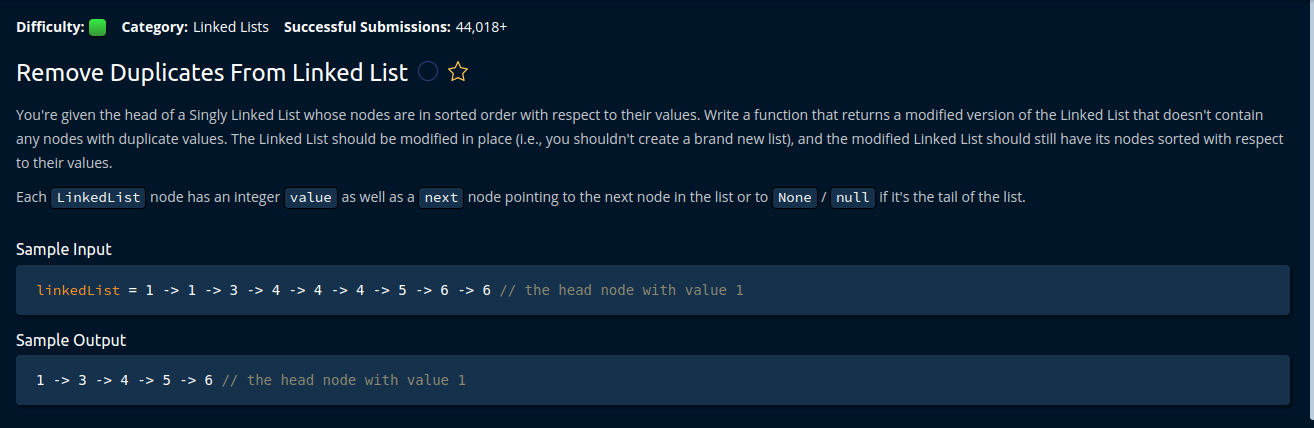 Difficulty: Category: Linked Lists Successful Submissions: 44,018+
Remove Duplicates From Linked List
You're given the head of a Singly Linked List whose nodes are in sorted order with respect to their values. Write a function that returns a modified version of the Linked List that doesn't contain
any nodes with duplicate values. The Linked List should be modified in place (i.e., you shouldn't create a brand new list), and the modified Linked List should still have its nodes sorted with respect
to their values.
Each LinkedList node has an integer value as well as a next node pointing to the next node in the list or to None / null if it's the tail of the list.
Sample Input
linkedList = 1 -> 1 -> 3 -> 4 -> 4 -> 4 -> 5 -> 6 -> 6 // the head node with value 1
Sample Output
1 -> 3 -> 4 -> 5 -> 6 // the head node with value 1